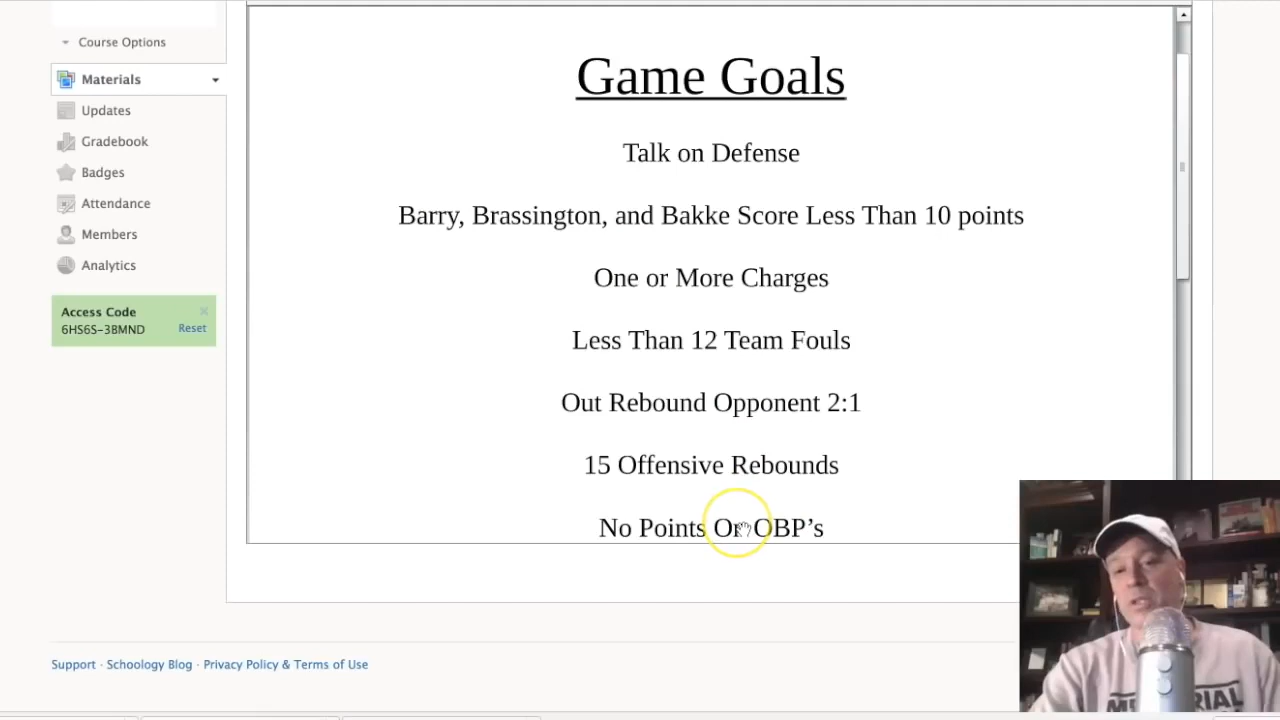 Course Options
Materials
Updates
Gradebook
Badges
Attendance
Members
Analytics
Access Code
6HS6S-3BMND Reset
Game Goals
Talk on Defense
Barry, Brassington, and Bakke Score Less Than 10 points
One or More Charges
Less Than 12 Team Fouls
Out Rebound Opponent 2:1
15 Offensive Rebounds
No Points On OBP’s
Support · Schoology Blog · Privacy Policy & Terms of Use